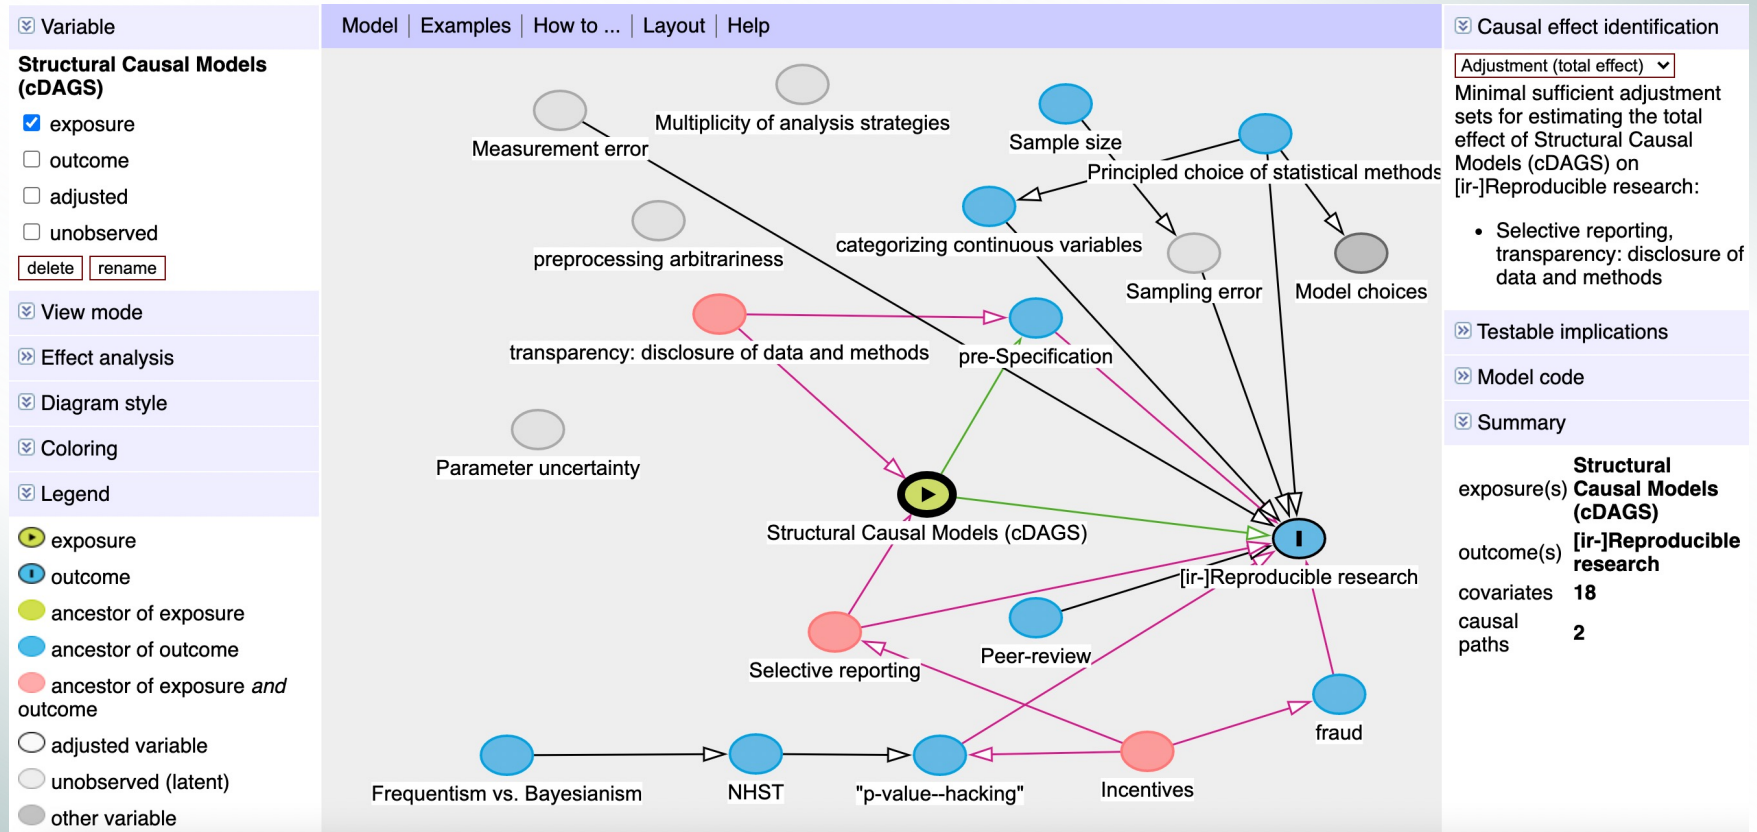 Variable
Structural Causal Models
(cDAGS)
exposure
outcome
adjusted
unobserved
delete
rename
View mode
Effect analysis
Diagram style
Coloring
Legend
exposure
outcome
ancestor of exposure
ancestor of outcome
ancestor of exposure and
outcome
adjusted variable
unobserved (latent)
other variable
Model | Examples | How to ... | Layout | Help
Multiplicity of analysis strategies
Measurement error
Sample size
Principled choice of statistical methods
preprocessing arbitrariness
categorizing continuous variables
Sampling error
Model choices
transparency: disclosure of data and methods
pre-Specification
Parameter uncertainty
Structural Causal Models (cDAGS)
[ir-]Reproducible research
Selective reporting
Peer-review
fraud
Frequentism vs. Bayesianism
NHST
"p-value--hacking"
Incentives
Causal effect identification
Adjustment (total effect)
Minimal sufficient adjustment
sets for estimating the total
effect of Structural Causal
Models (cDAGS) on
[ir-]Reproducible research:
• Selective reporting,
transparency: disclosure of
data and methods
Testable implications
Model code
Summary
exposure(s) Structural
Causal Models
(cDAGS)
outcome(s) [ir-]Reproducible
research
covariates 18
causal
paths 2